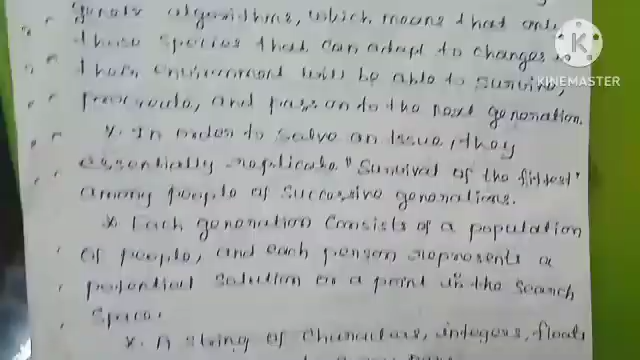 genetic algorithms, which means that only
those species that can adapt to changes in
their environment will be able to survive,
procreate, and pass on to the next generation.
x. In order to solve an issue, they
essentially replicate "survival of the fittest"
among people of successive generations.
x Each generation consists of a population
of people, and each person represents a
potential solution or a point in the search
space.
x. A string of characters, integers, floats
KINEMASTER